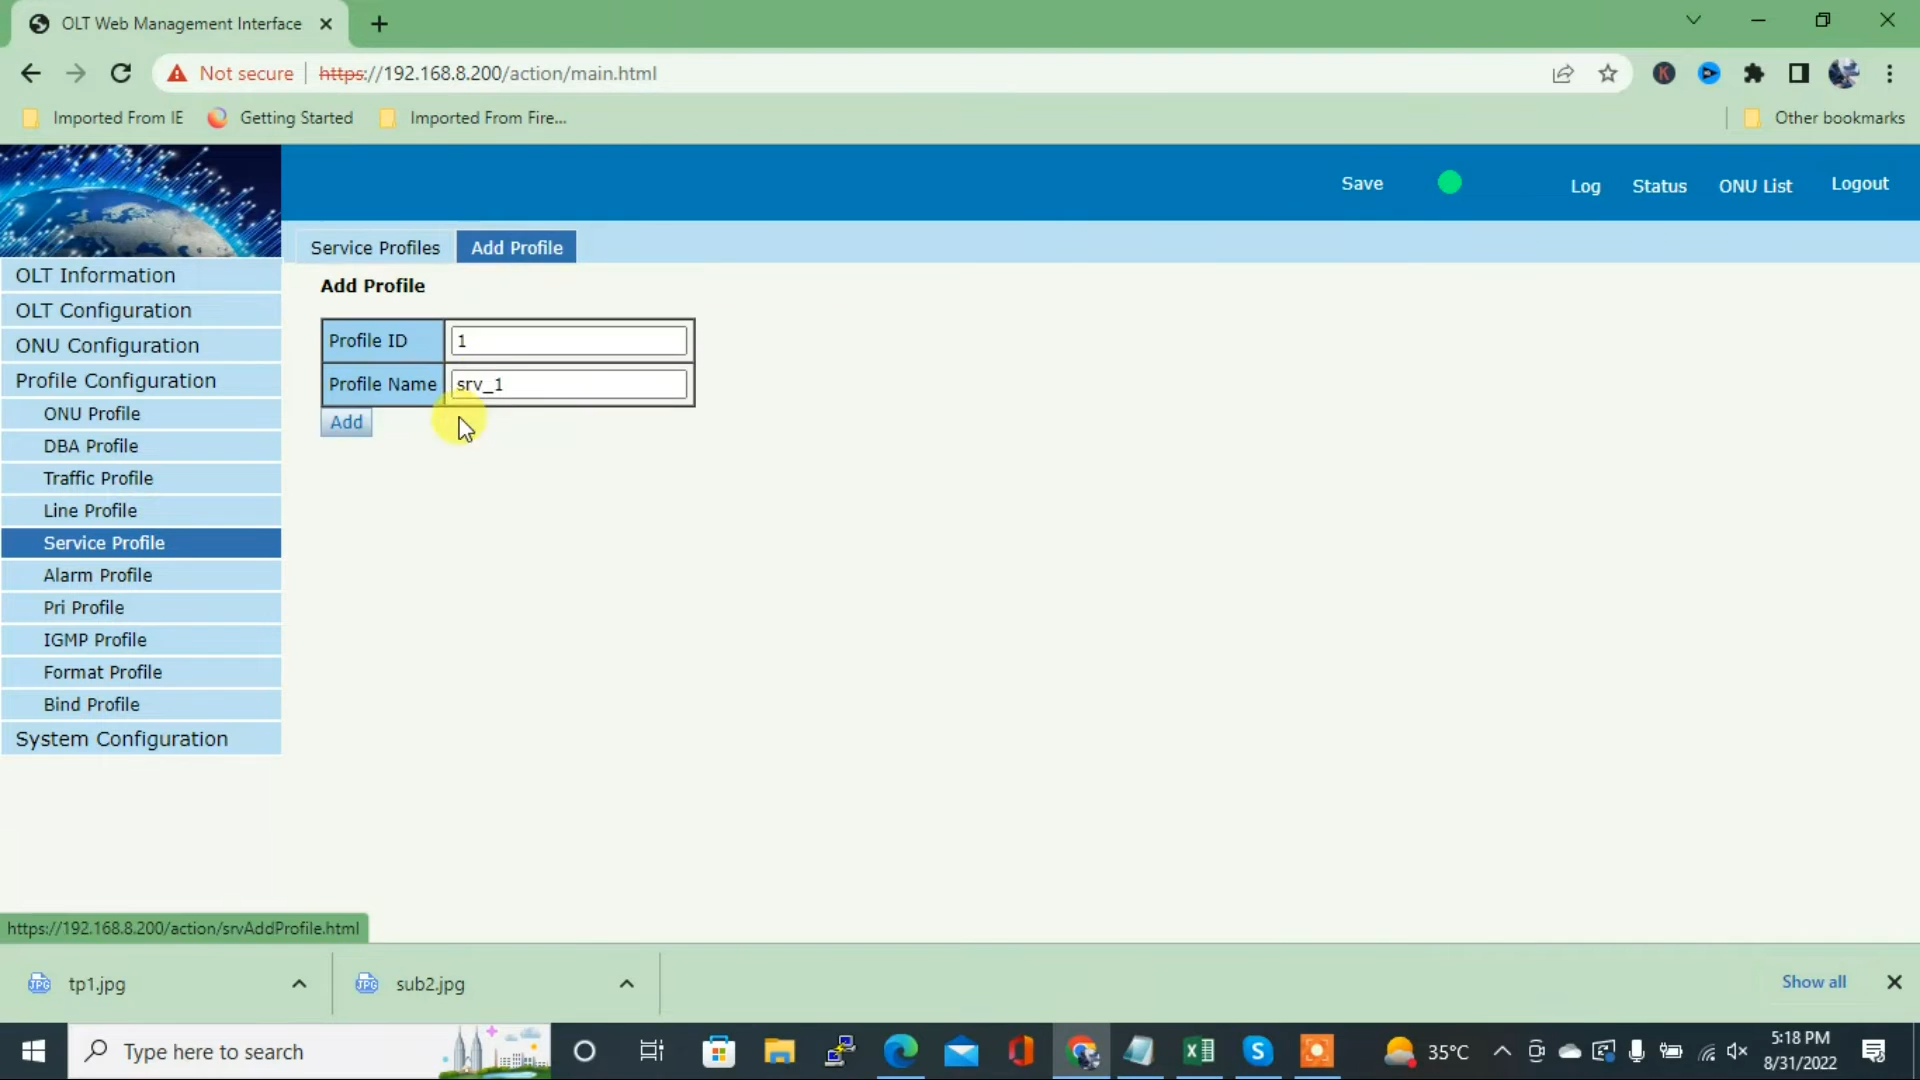 OLT Web Management Interface
Not secure https://192.168.8.200/action/main.html
Imported From IE Getting Started Imported From Fire... Other bookmarks
Save Log Status ONU List Logout
Service Profiles Add Profile
OLT Information
OLT Configuration
ONU Configuration
Profile Configuration
ONU Profile
DBA Profile
Traffic Profile
Line Profile
Service Profile
Alarm Profile
Pri Profile
IGMP Profile
Format Profile
Bind Profile
System Configuration
Add Profile
Profile ID 1
Profile Name srv_1
Add
https://192.168.8.200/action/srvAddProfile.html
JPG tp1.jpg JPG sub2.jpg Show all
Type here to search
35°C
5:18 PM
8/31/2022